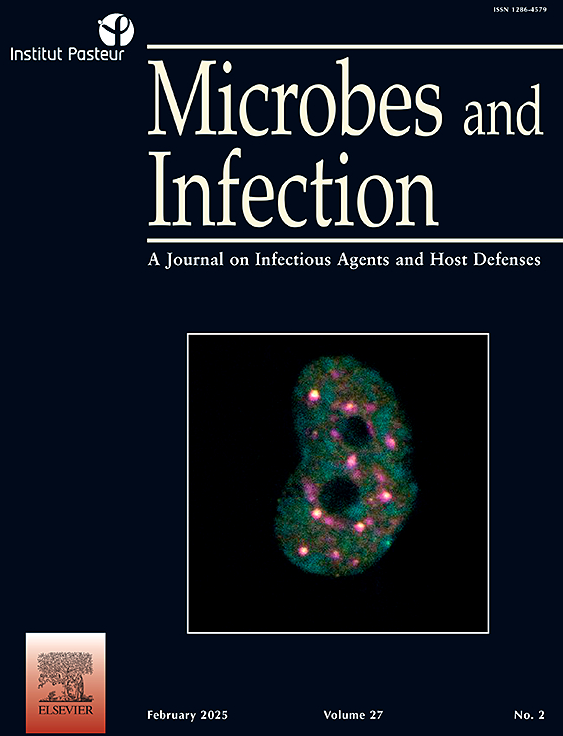 ISSN 1286-4579
Institut Pasteur
Microbes and
Infection
A Journal on Infectious Agents and Host Defenses
ELSEVIER
February 2025 Volume 27 No. 2